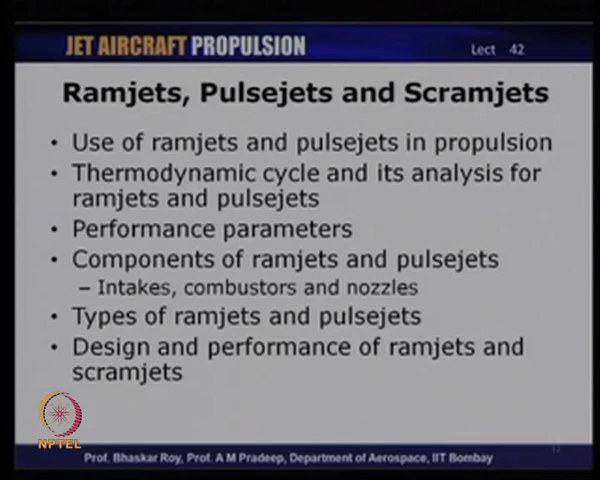 JET AIRCRAFT PROPULSION
Lect 42
Ramjets, Pulsejets and Scramjets
• Use of ramjets and pulsejets in propulsion
• Thermodynamic cycle and its analysis for
ramjets and pulsejets
• Performance parameters
• Components of ramjets and pulsejets
– Intakes, combustors and nozzles
• Types of ramjets and pulsejets
• Design and performance of ramjets and
scramjets
NPTEL
Prof. Bhaskar Roy, Prof. A M Pradeep, Department of Aerospace, IIT Bombay